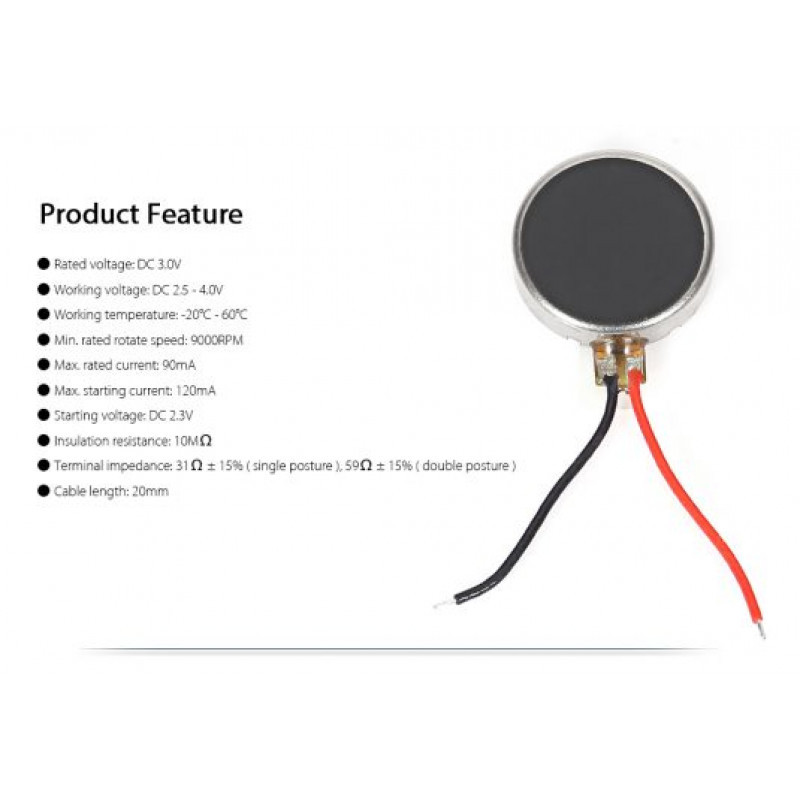 Product Feature
● Rated voltage: DC 3.0V
● Working voltage: DC 2.5 - 4.0V
● Working temperature: -20℃ - 60℃
● Min. rated rotate speed: 9000RPM
● Max. rated current: 90mA
● Max. starting current: 120mA
● Starting voltage: DC 2.3V
● Insulation resistance: 10MΩ
● Terminal impedance: 31Ω ± 15% ( single posture ), 59Ω ± 15% ( double posture )
● Cable length: 20mm